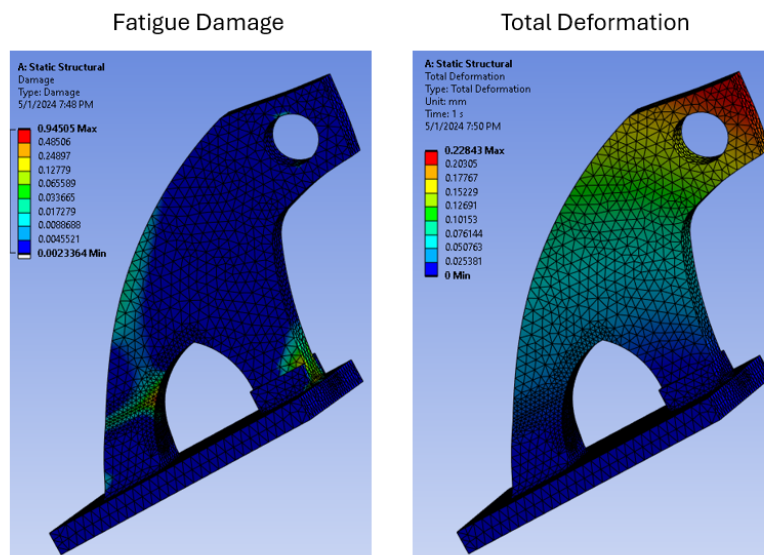 Fatigue Damage
A: Static Structural
Damage
Type: Damage
5/1/2024 7:48 PM
0.94505 Max
0.48506
0.24897
0.12779
0.065589
0.033665
0.017279
0.0088688
0.0045521
0.0023364 Min
Total Deformation
A: Static Structural
Total Deformation
Type: Total Deformation
Unit: mm
Time: 1 s
5/1/2024 7:50 PM
0.22843 Max
0.20305
0.17767
0.15229
0.12691
0.10153
0.076144
0.050763
0.025381
0 Min